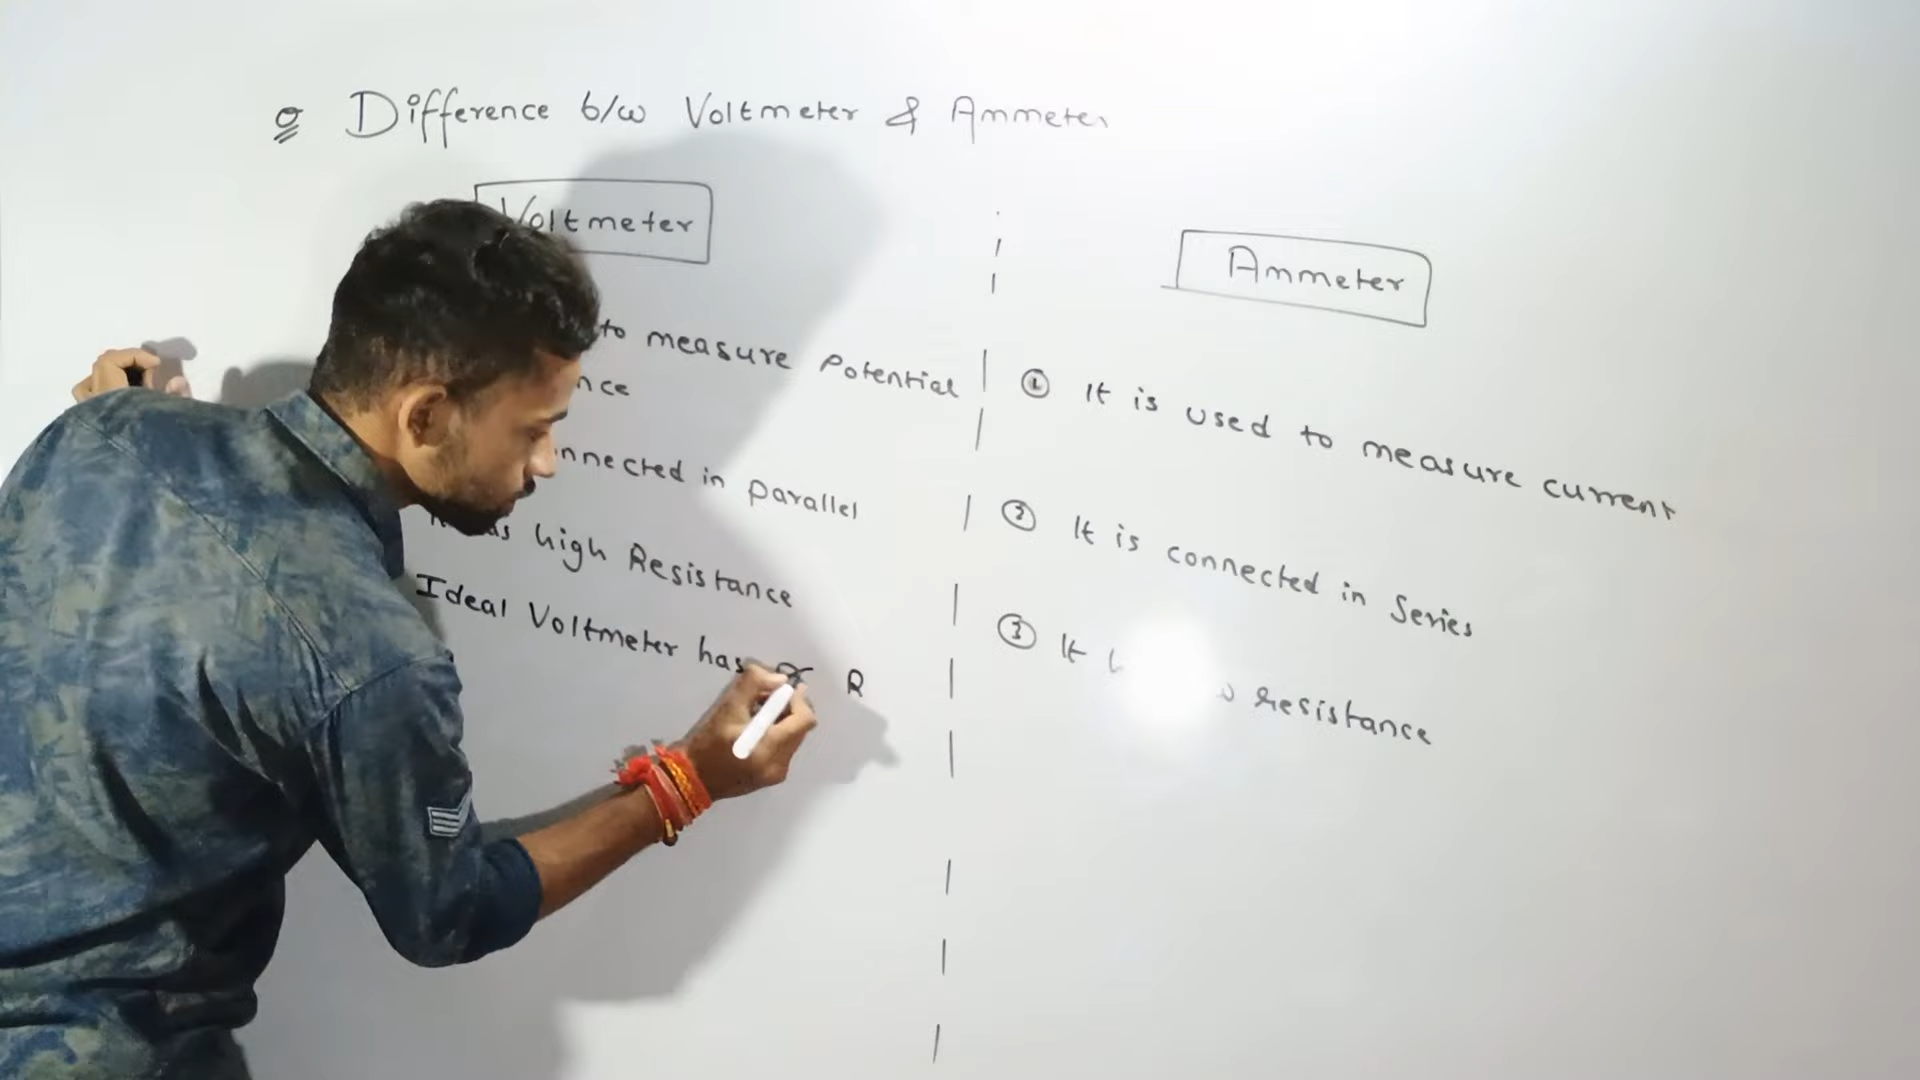 Q Difference b/w Voltmeter & Ammeter
Voltmeter
to measure Potential
nce
nnected in parallel
has high Resistance
Ideal Voltmeter has ∝ R
Ammeter
① It is used to measure current
② It is connected in Series
③ It resistance